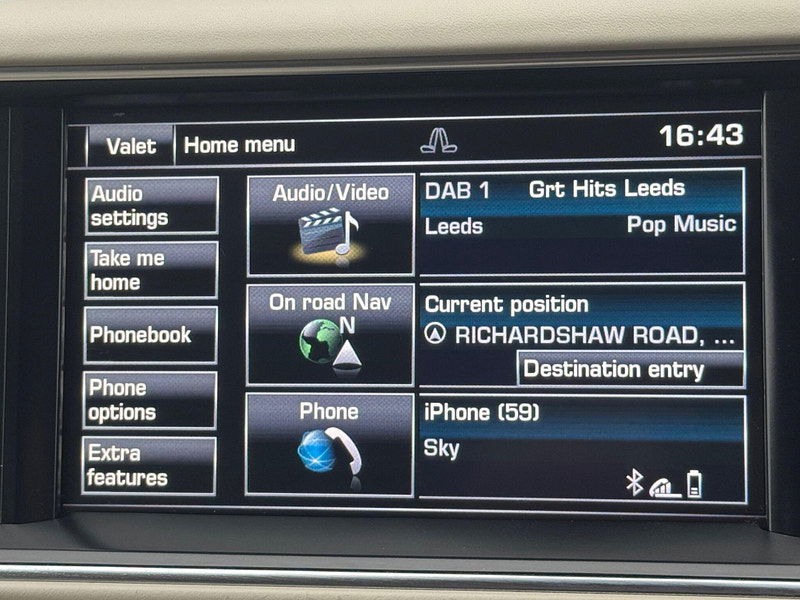 Valet Home menu 16:43
Audio
settings
Take me
home
Phonebook
Phone
options
Extra
features
Audio/Video
DAB 1 Grt Hits Leeds
Leeds Pop Music
On road Nav
N
Current position
RICHARDSHAW ROAD, ...
Destination entry
Phone
iPhone (59)
Sky